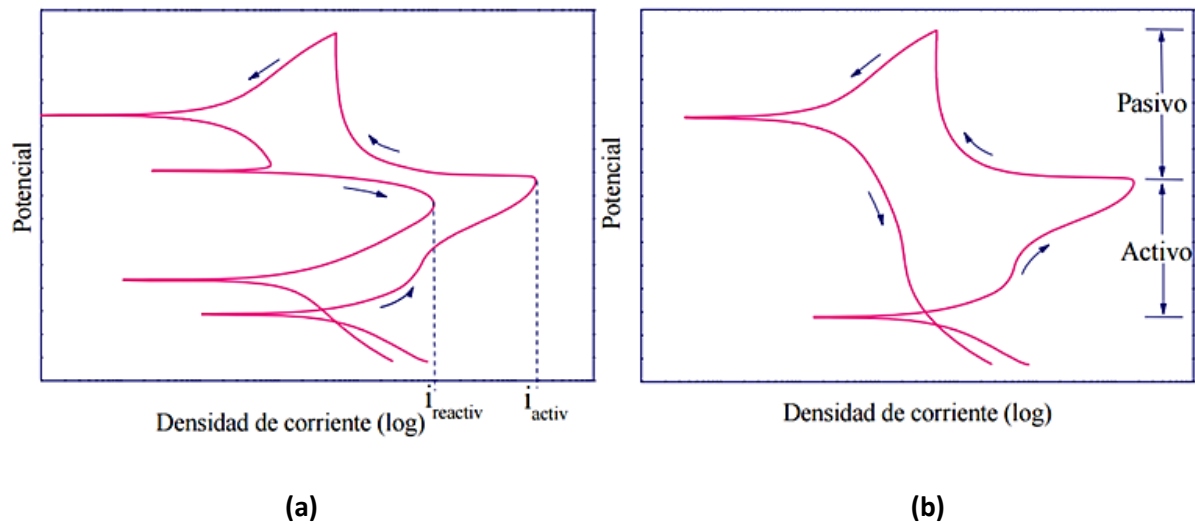 Potencial
i reactiv
i activ
Densidad de corriente (log)
(a)
Potencial
Pasivo
Activo
Densidad de corriente (log)
(b)